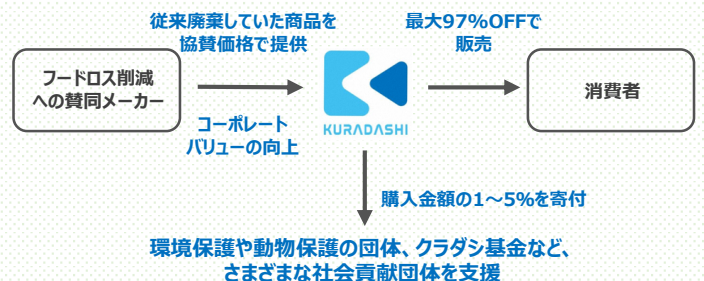 従来廃棄していた商品を
協賛価格で提供
最大97%OFFで
販売
フードロス削減
への賛同メーカー
消費者
KURADASHI
コーポレート
バリューの向上
購入金額の1～5%を寄付
環境保護や動物保護の団体、クラダシ基金など、
さまざまな社会貢献団体を支援